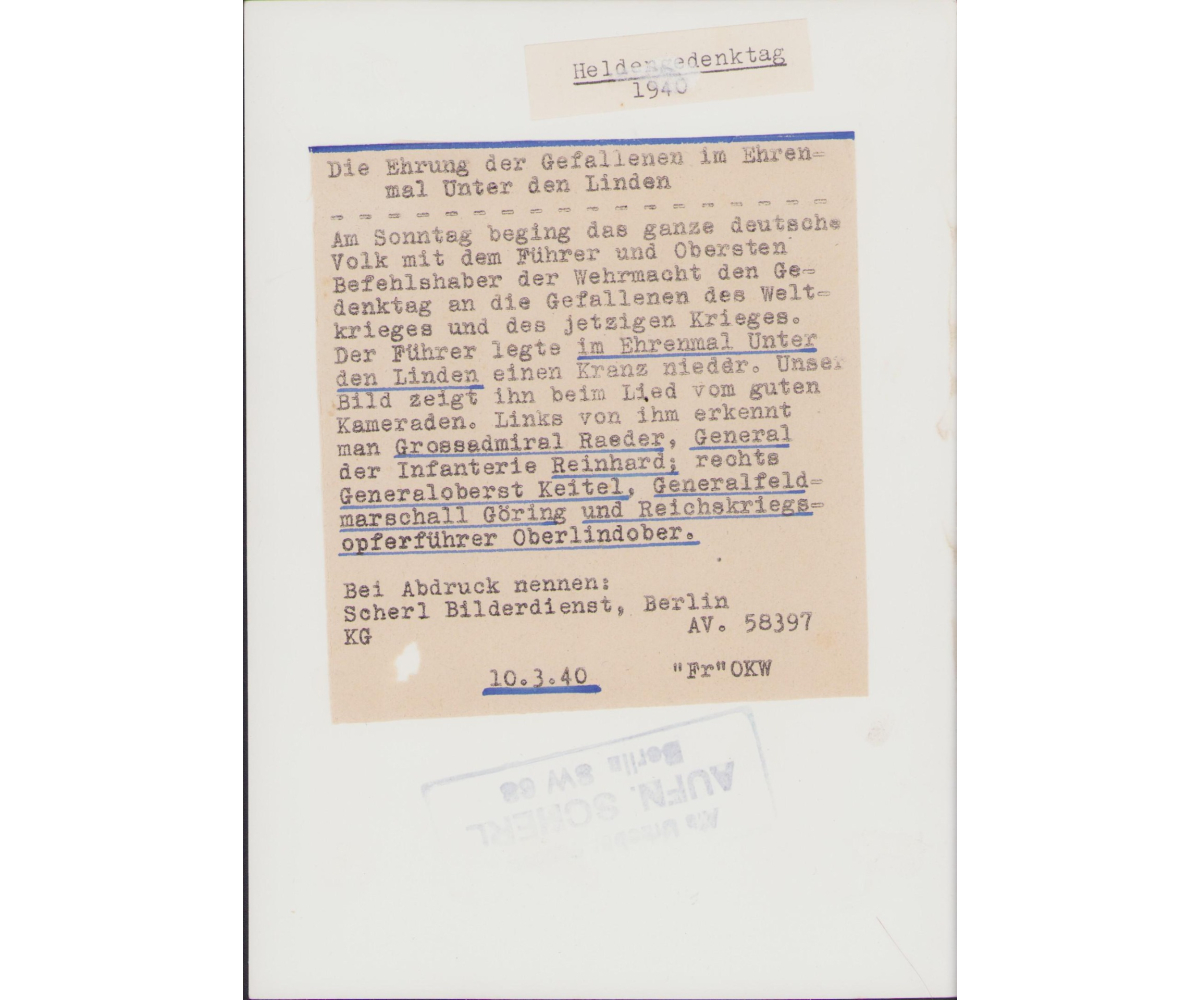 Heldengedenktag
1940
Die Ehrung der Gefallenen im Ehren=
mal Unter den Linden
Am Sonntag beging das ganze deutsche
Volk mit dem Führer und Obersten
Befehlshaber der Wehrmacht den Ge=
denktag an die Gefallenen des Welt=
krieges und des jetzigen Krieges.
Der Führer legte im Ehrenmal Unter
den Linden einen Kranz nieddr. Unser
Bild zeigt ihn beim Lied vom guten
Kameraden. Links von ihm erkennt
man Grossadmiral Raeder, General
der Infanterie Reinhard; rechts
Generaloberst Keitel, Generalfeld=
marschall Göring und Reichskriegs=
opferführer Oberlindober.
Bei Abdruck nennen:
Scherl Bilderdienst, Berlin
KG AV. 58397
10.3.40 "Fr"OKW
Berlin SW 68
AUFN. SCHERL